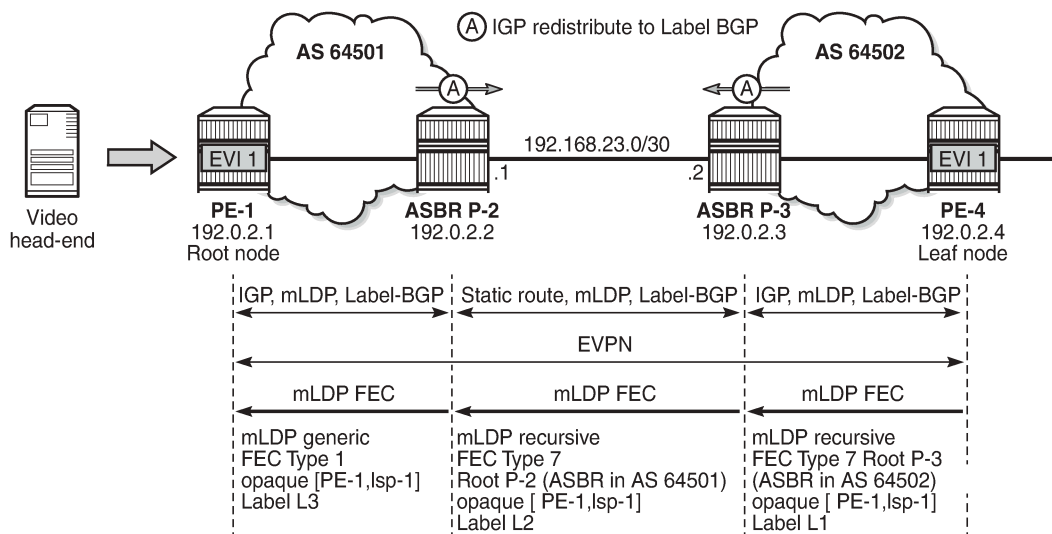 A IGP redistribute to Label BGP
AS 64501
AS 64502
A
A
Video
head-end
EVI 1
192.168.23.0/30
.1
.2
EVI 1
PE-1
192.0.2.1
Root node
ASBR P-2
192.0.2.2
ASBR P-3
192.0.2.3
PE-4
192.0.2.4
Leaf node
IGP, mLDP, Label-BGP
Static route, mLDP, Label-BGP
IGP, mLDP, Label-BGP
EVPN
mLDP FEC
mLDP FEC
mLDP FEC
mLDP generic
FEC Type 1
opaque [PE-1,lsp-1]
Label L3
mLDP recursive
FEC Type 7
Root P-2 (ASBR in AS 64501)
opaque [ PE-1,lsp-1]
Label L2
mLDP recursive
FEC Type 7 Root P-3
(ASBR in AS 64502)
opaque [ PE-1,lsp-1]
Label L1